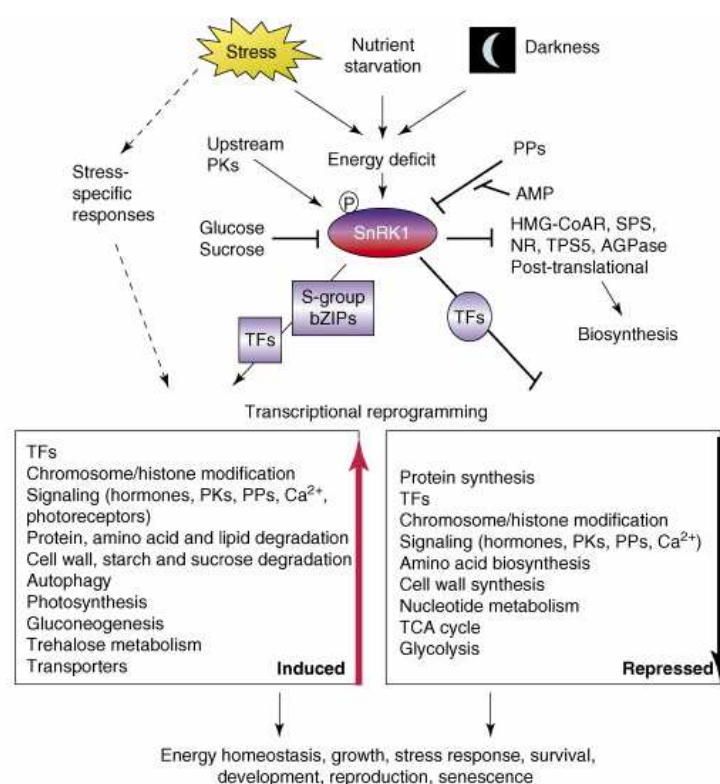 Stress
Nutrient
starvation
Darkness
Upstream
PKs
Energy deficit
PPs
AMP
Stress-
specific
responses
P
Glucose
Sucrose
SnRK1
HMG-CoAR, SPS,
NR, TPS5, AGPase
Post-translational
S-group
bZIPs
TFs
TFs
Biosynthesis
Transcriptional reprogramming
TFs
Chromosome/histone modification
Signaling (hormones, PKs, PPs, Ca²⁺,
photoreceptors)
Protein, amino acid and lipid degradation
Cell wall, starch and sucrose degradation
Autophagy
Photosynthesis
Gluconeogenesis
Trehalose metabolism
Transporters
Induced
Protein synthesis
TFs
Chromosome/histone modification
Signaling (hormones, PKs, PPs, Ca²⁺)
Amino acid biosynthesis
Cell wall synthesis
Nucleotide metabolism
TCA cycle
Glycolysis
Repressed
Energy homeostasis, growth, stress response, survival,
development, reproduction, senescence